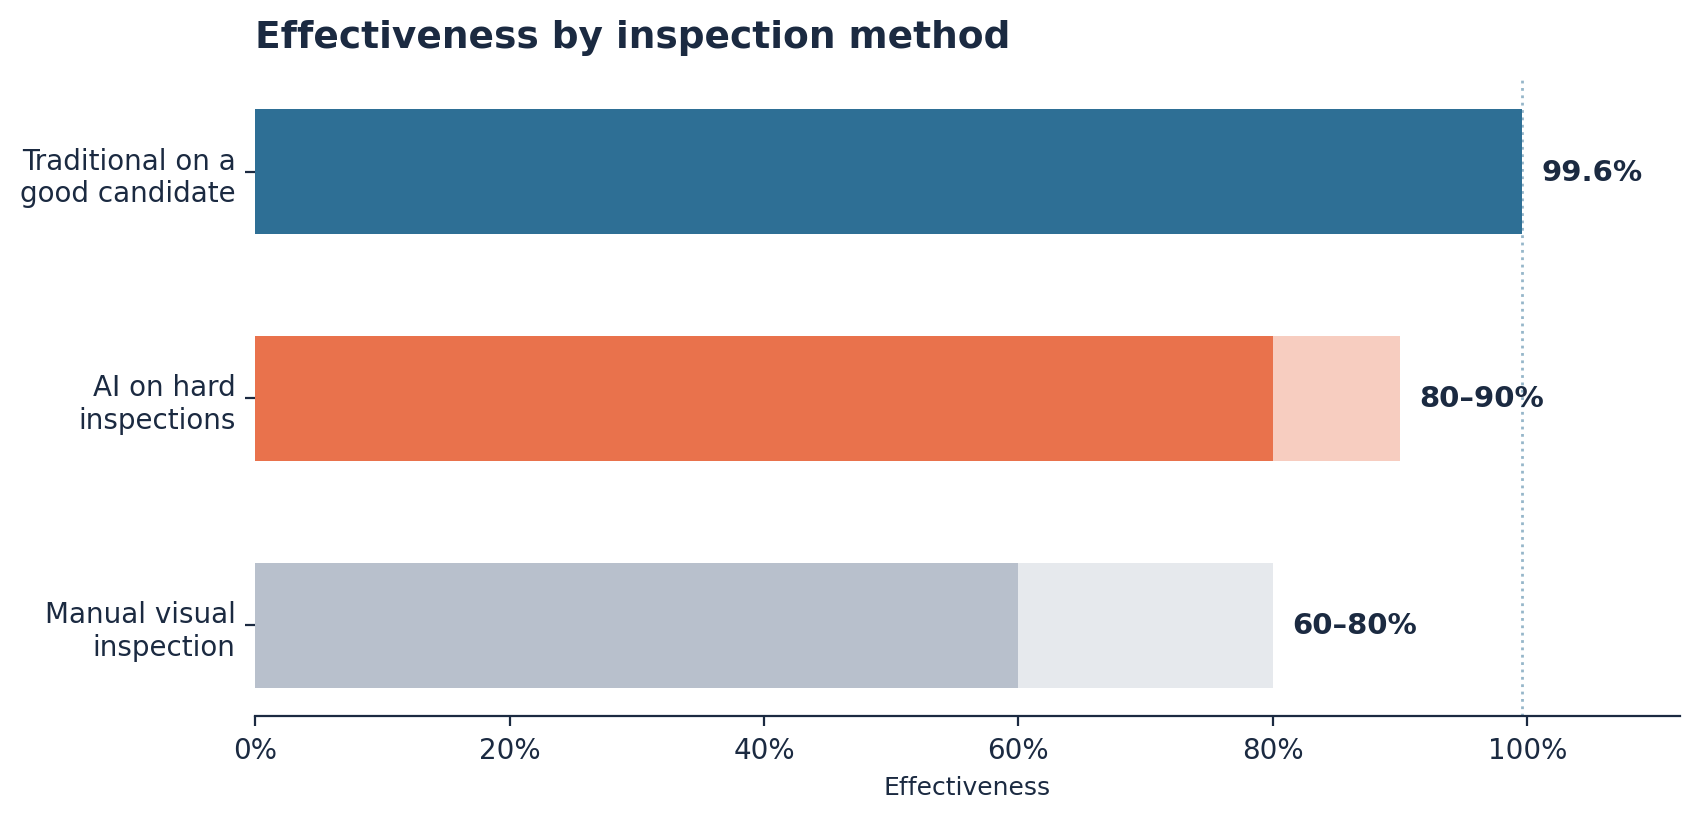 Effectiveness by inspection method
Traditional on a
good candidate
99.6%
AI on hard
inspections
80–90%
Manual visual
inspection
60–80%
0% 20% 40% 60% 80% 100%
Effectiveness